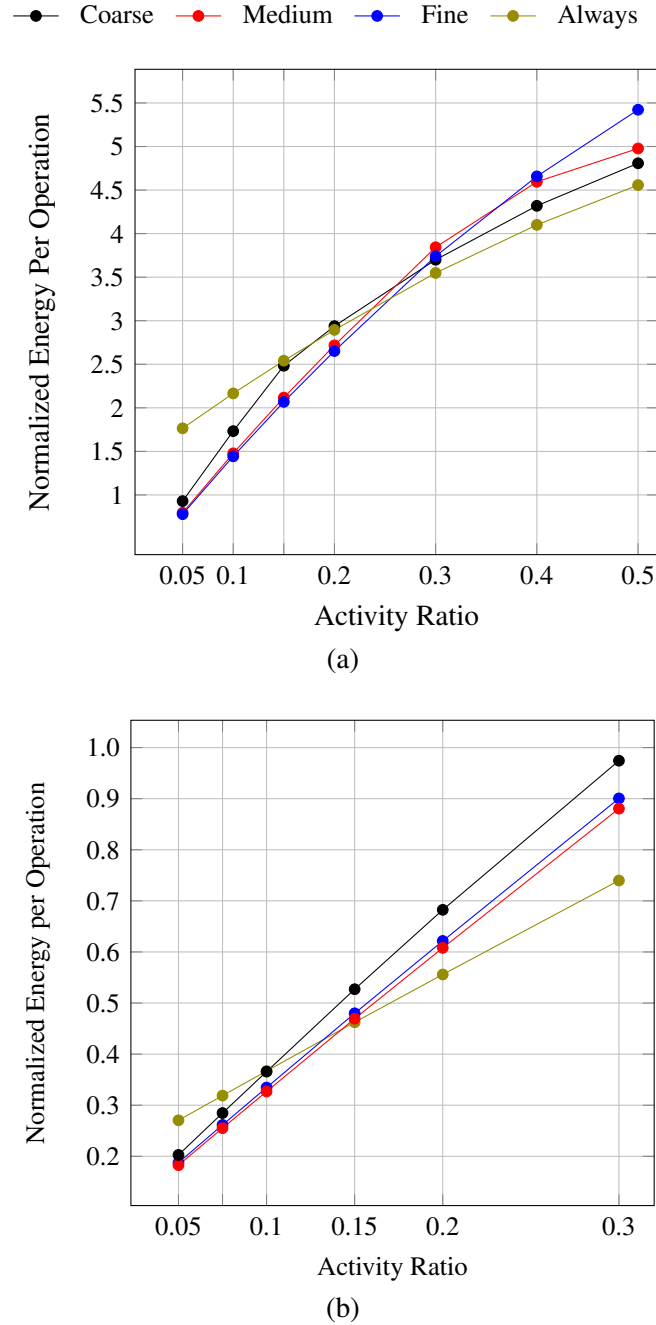 Coarse Medium Fine Always
5.5
5
4.5
4
3.5
3
2.5
2
1.5
1
Normalized Energy Per Operation
0.05 0.1 0.2 0.3 0.4 0.5
Activity Ratio
(a)
1.0
0.9
0.8
0.7
0.6
0.5
0.4
0.3
0.2
Normalized Energy per Operation
0.05 0.1 0.15 0.2 0.3
Activity Ratio
(b)